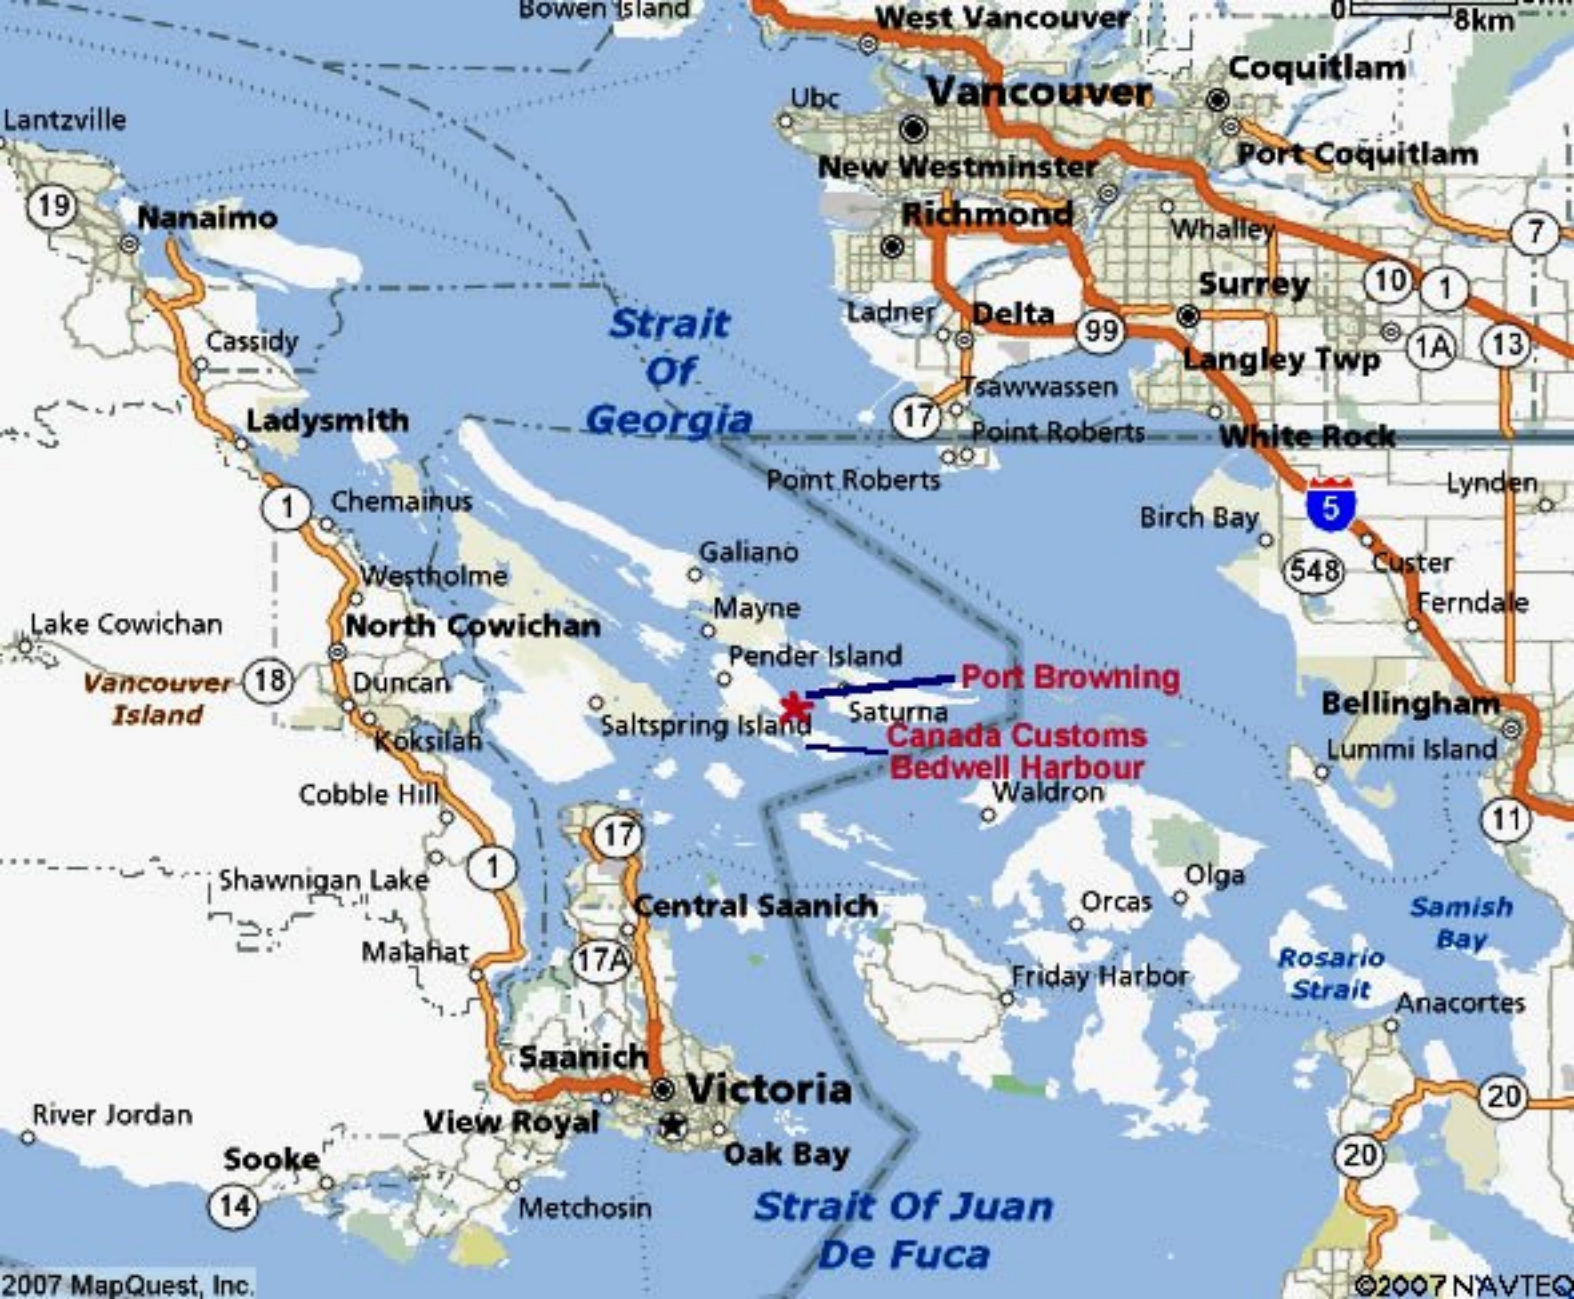 Bowen Island
West Vancouver
0
8km
Coquitlam
Vancouver
Ubc
Lantzville
Port Coquitlam
New Westminster
19
Nanaimo
Richmond
Whalley
7
10
1
Surrey
Ladner
Delta
99
1A
13
Strait
Of
Georgia
Cassidy
Langley Twp
Tsawwassen
17
Ladysmith
Point Roberts
White Rock
Point Roberts
Lynden
1
Chemainus
5
Birch Bay
Galiano
548
Custer
Westholme
Mayne
Ferndale
Lake Cowichan
North Cowichan
Pender Island
Port Browning
Vancouver
Island
18
Duncan
Saturna
Saltspring Island
Bellingham
Koksilah
Canada Customs
Bedwell Harbour
Lummi Island
Cobble Hill
Waldron
11
17
Shawnigan Lake
1
Olga
Central Saanich
Orcas
Samish
Bay
Malahat
17A
Friday Harbor
Rosario
Strait
Anacortes
Saanich
Victoria
20
River Jordan
View Royal
Oak Bay
Sooke
20
14
Metchosin
Strait Of Juan
De Fuca
2007 MapQuest, Inc.
©2007 NAVTEQ